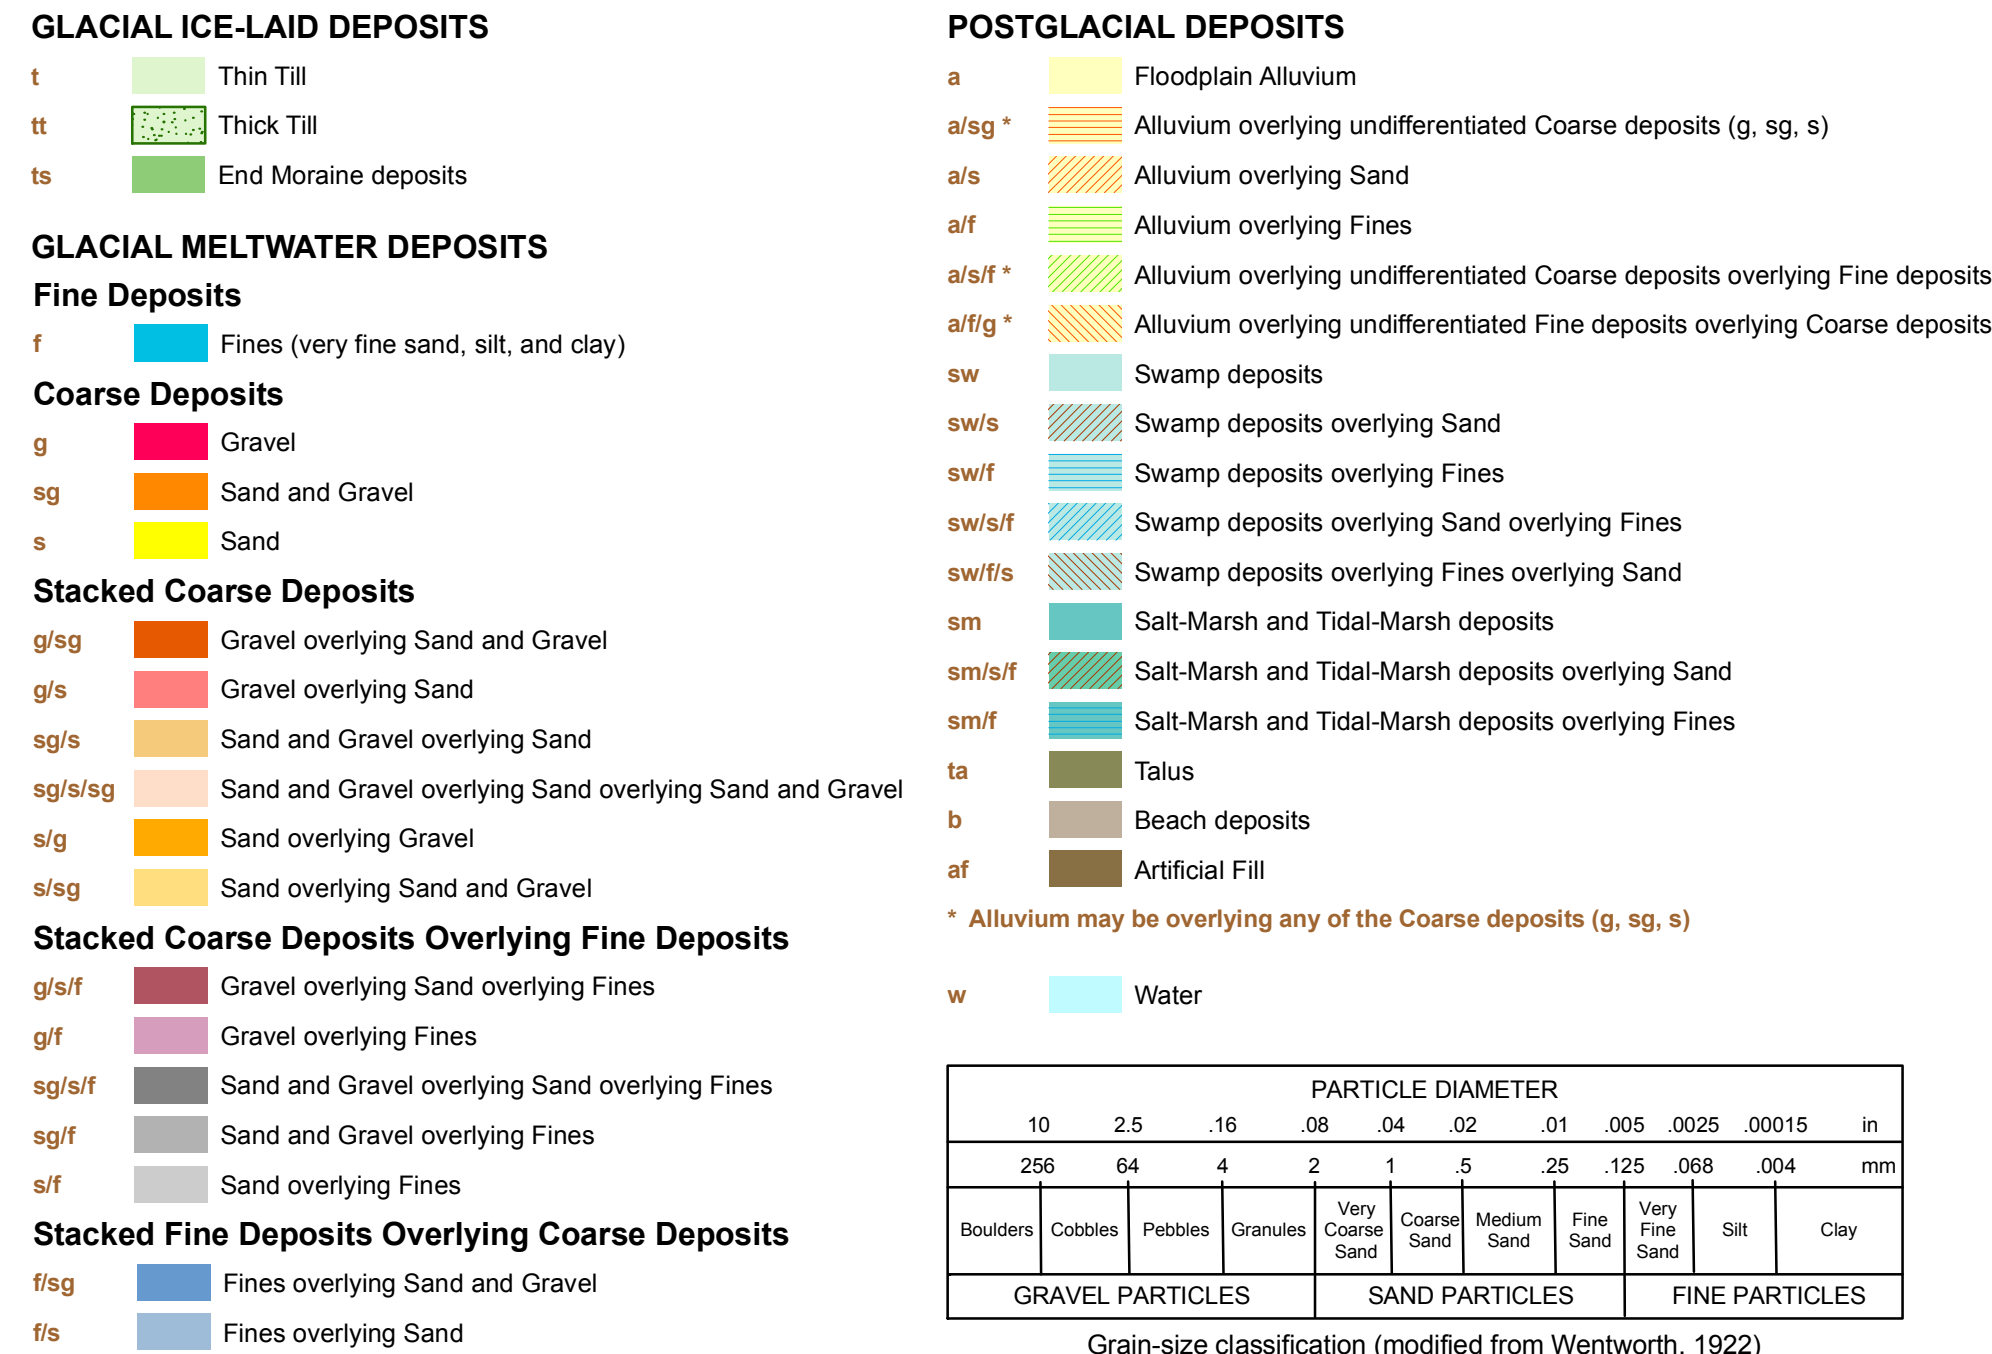 GLACIAL ICE-LAID DEPOSITS
t Thin Till
tt Thick Till
ts End Moraine deposits
GLACIAL MELTWATER DEPOSITS
Fine Deposits
f Fines (very fine sand, silt, and clay)
Coarse Deposits
g Gravel
sg Sand and Gravel
s Sand
Stacked Coarse Deposits
g/sg Gravel overlying Sand and Gravel
g/s Gravel overlying Sand
sg/s Sand and Gravel overlying Sand
sg/s/sg Sand and Gravel overlying Sand overlying Sand and Gravel
s/g Sand overlying Gravel
s/sg Sand overlying Sand and Gravel
Stacked Coarse Deposits Overlying Fine Deposits
g/s/f Gravel overlying Sand overlying Fines
g/f Gravel overlying Fines
sg/s/f Sand and Gravel overlying Sand overlying Fines
sg/f Sand and Gravel overlying Fines
s/f Sand overlying Fines
Stacked Fine Deposits Overlying Coarse Deposits
f/sg Fines overlying Sand and Gravel
f/s Fines overlying Sand
POSTGLACIAL DEPOSITS
a Floodplain Alluvium
a/sg * Alluvium overlying undifferentiated Coarse deposits (g, sg, s)
a/s Alluvium overlying Sand
a/f Alluvium overlying Fines
a/s/f * Alluvium overlying undifferentiated Coarse deposits overlying Fine deposits
a/f/g * Alluvium overlying undifferentiated Fine deposits overlying Coarse deposits
sw Swamp deposits
sw/s Swamp deposits overlying Sand
sw/f Swamp deposits overlying Fines
sw/s/f Swamp deposits overlying Sand overlying Fines
sw/f/s Swamp deposits overlying Fines overlying Sand
sm Salt-Marsh and Tidal-Marsh deposits
sm/s/f Salt-Marsh and Tidal-Marsh deposits overlying Sand
sm/f Salt-Marsh and Tidal-Marsh deposits overlying Fines
ta Talus
b Beach deposits
af Artificial Fill
* Alluvium may be overlying any of the Coarse deposits (g, sg, s)
w Water
PARTICLE DIAMETER
10 2.5 .16 .08 .04 .02 .01 .005 .0025 .00015 in
256 64 4 2 1 .5 .25 .125 .068 .004 mm
Boulders Cobbles Pebbles Granules Very Coarse Sand Coarse Sand Medium Sand Fine Sand Very Fine Sand Silt Clay
GRAVEL PARTICLES SAND PARTICLES FINE PARTICLES
Grain-size classification (modified from Wentworth, 1922)